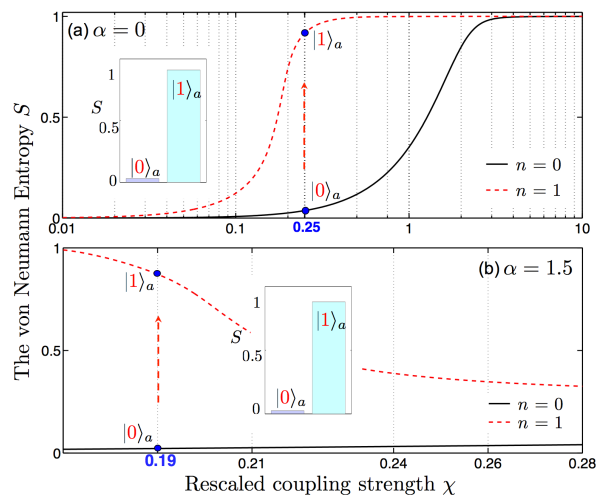 The von Neumann Entropy S
(a) α = 0
1
0.5
0
S
1
0.5
0
|1⟩ₐ
|0⟩ₐ
|1⟩ₐ
|0⟩ₐ
n = 0
n = 1
0.01
0.1
0.25
1
10
(b) α = 1.5
1
0.5
0
|1⟩ₐ
|0⟩ₐ
S
1
0.5
0
|1⟩ₐ
|0⟩ₐ
n = 0
n = 1
0.19
0.21
0.24
0.26
0.28
Rescaled coupling strength χ